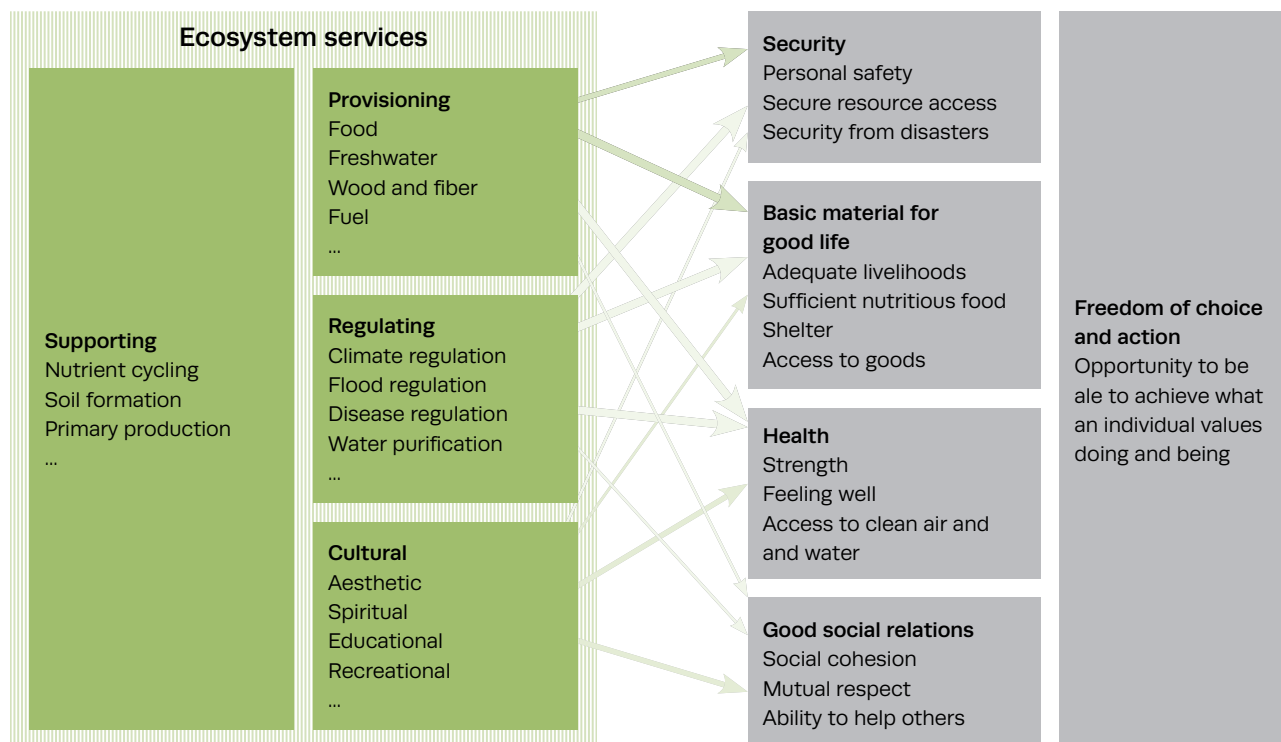 Ecosystem services
Supporting
Nutrient cycling
Soil formation
Primary production
...
Provisioning
Food
Freshwater
Wood and fiber
Fuel
...
Regulating
Climate regulation
Flood regulation
Disease regulation
Water purification
...
Cultural
Aesthetic
Spiritual
Educational
Recreational
...
Security
Personal safety
Secure resource access
Security from disasters
Basic material for
good life
Adequate livelihoods
Sufficient nutritious food
Shelter
Access to goods
Health
Strength
Feeling well
Access to clean air and
and water
Good social relations
Social cohesion
Mutual respect
Ability to help others
Freedom of choice
and action
Opportunity to be
ale to achieve what
an individual values
doing and being